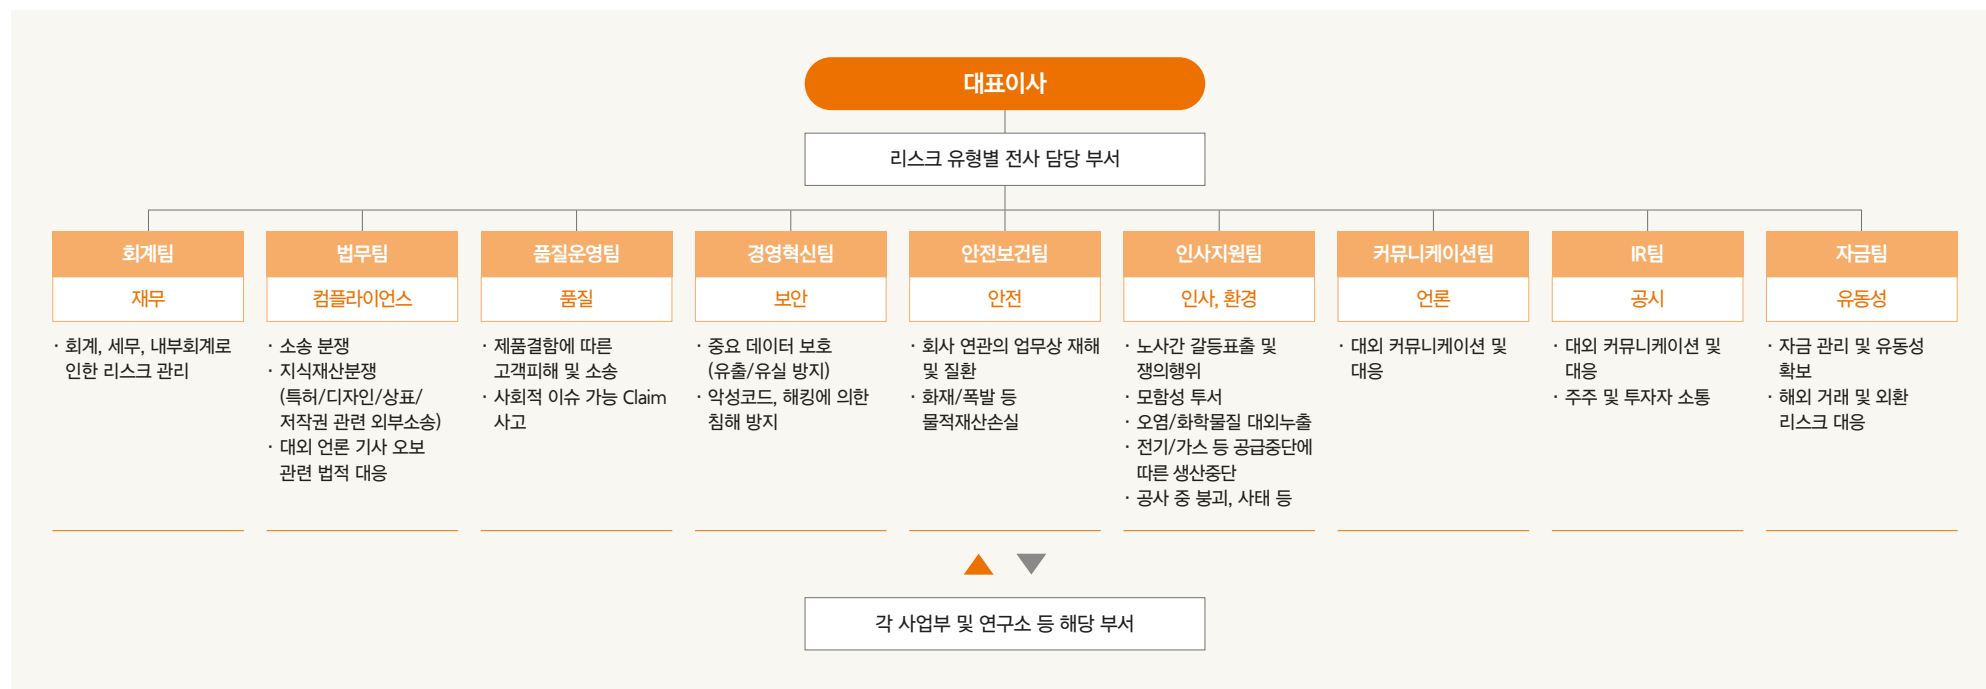 대표이사
리스크 유형별 전사 담당 부서
회계팀
재무
· 회계, 세무, 내부회계로
인한 리스크 관리
법무팀
컴플라이언스
· 소송 분쟁
· 지식재산분쟁
(특허/디자인/상표/
저작권 관련 외부소송)
· 대외 언론 기사 오보
관련 법적 대응
품질운영팀
품질
· 제품결함에 따른
고객피해 및 소송
· 사회적 이슈 가능 Claim
사고
경영혁신팀
보안
· 중요 데이터 보호
(유출/유실 방지)
· 악성코드, 해킹에 의한
침해 방지
안전보건팀
안전
· 회사 연관의 업무상 재해
및 질환
· 화재/폭발 등
물적재산손실
인사지원팀
인사, 환경
· 노사간 갈등표출 및
쟁의행위
· 모함성 투서
· 오염/화학물질 대외누출
· 전기/가스 등 공급중단에
따른 생산중단
· 공사 중 붕괴, 사태 등
커뮤니케이션팀
언론
· 대외 커뮤니케이션 및
대응
IR팀
공시
· 대외 커뮤니케이션 및
대응
· 주주 및 투자자 소통
자금팀
유동성
· 자금 관리 및 유동성
확보
· 해외 거래 및 외환
리스크 대응
각 사업부 및 연구소 등 해당 부서